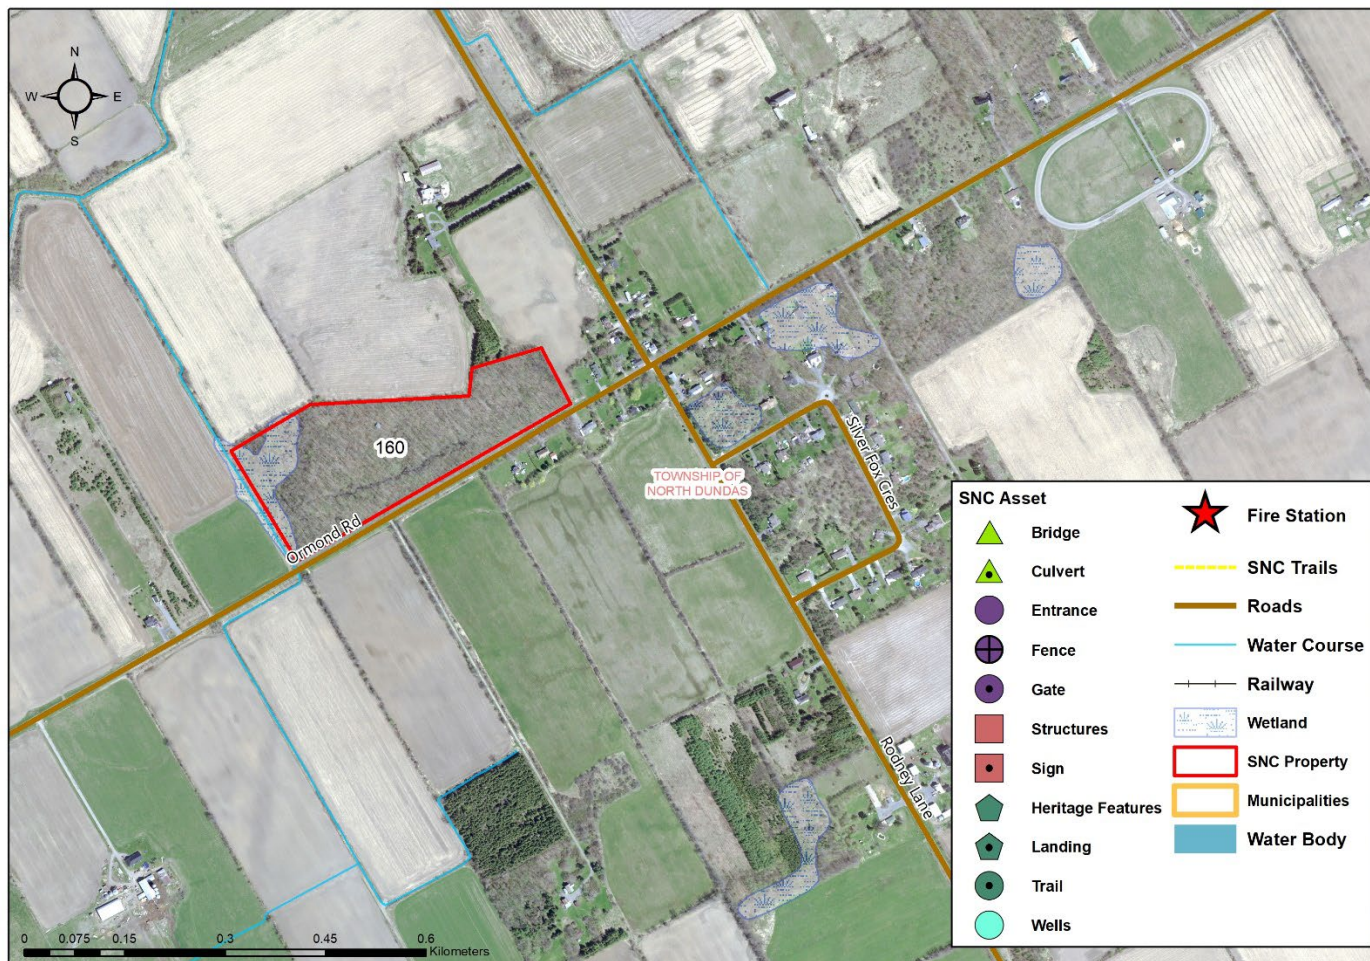 N
W E
S
160
Ormond Rd
TOWNSHIP OF
NORTH DUNDAS
Silver Fox Cres
Rodney Lane
SNC Asset
Bridge
Culvert
Entrance
Fence
Gate
Structures
Sign
Heritage Features
Landing
Trail
Wells
Fire Station
SNC Trails
Roads
Water Course
Railway
Wetland
SNC Property
Municipalities
Water Body
0 0.075 0.15 0.3 0.45 0.6
Kilometers